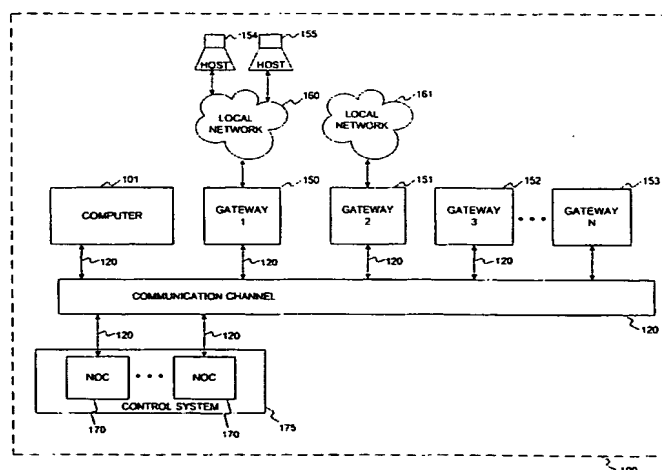 154
155
HOST
HOST
160
161
LOCAL
NETWORK
LOCAL
NETWORK
101
150
151
152
153
COMPUTER
GATEWAY
1
GATEWAY
2
GATEWAY
3
GATEWAY
N
120
120
120
120
COMMUNICATION CHANNEL
120
120
120
NOC
NOC
CONTROL SYSTEM
170
170
175
100